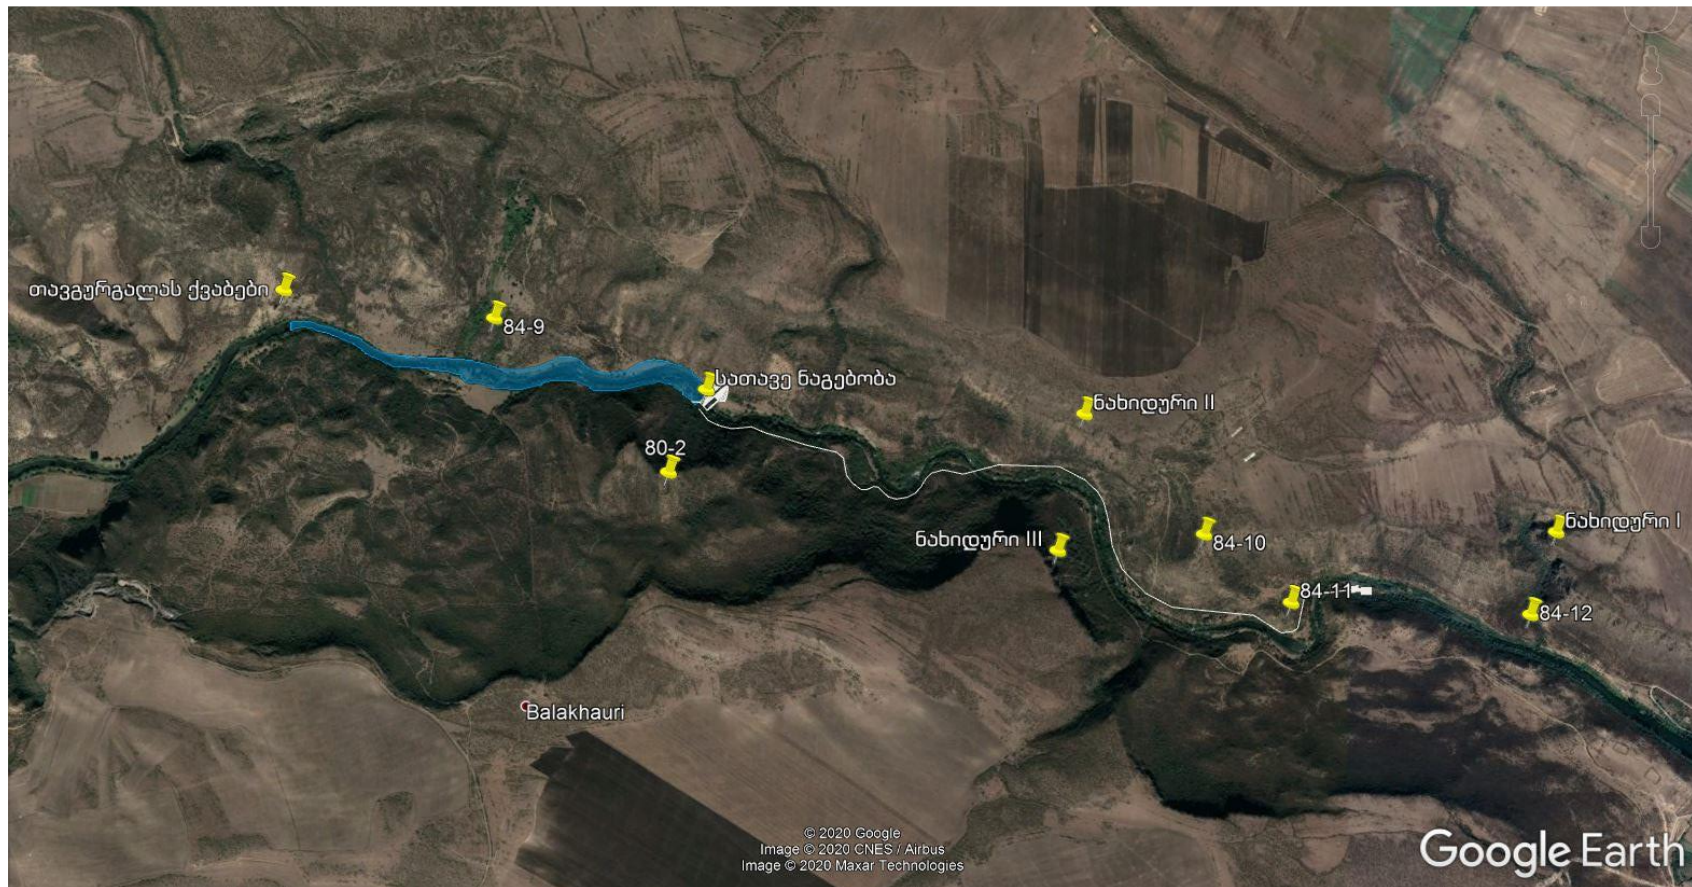 თავგურგალას ქვაბები
84-9
სათავე ნაგებობა
ნახიდური II
80-2
ნახიდური I
ნახიდური III
84-10
84-11
84-12
Balakhauri
© 2020 Google
Image © 2020 CNES / Airbus
Image © 2020 Maxar Technologies
Google Earth